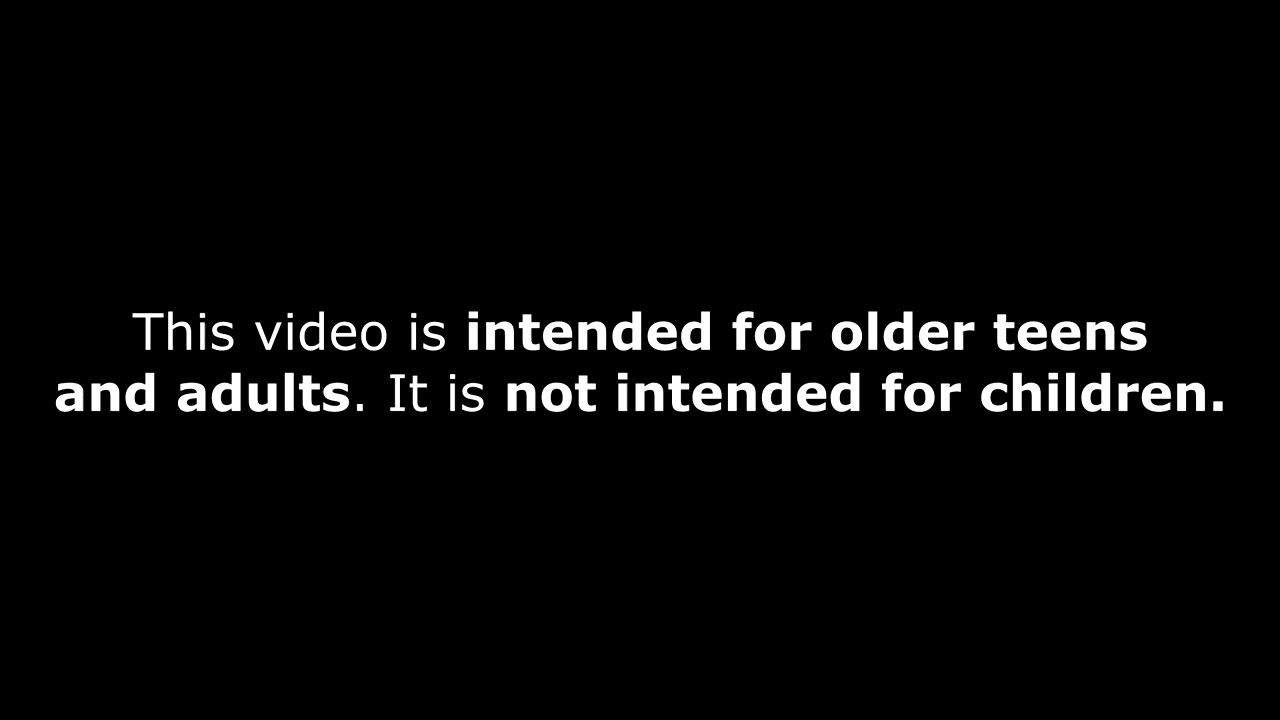 This video is intended for older teens
and adults. It is not intended for children.